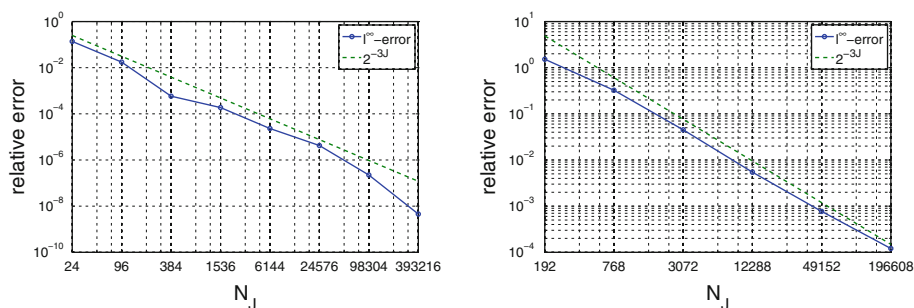 10^0
10^-2
10^-4
10^-6
10^-8
10^-10
relative error
l^∞-error
2^-3J
24 96 384 1536 6144 24576 98304 393216
N_J
10^1
10^0
10^-1
10^-2
10^-3
10^-4
relative error
l^∞-error
2^-3J
192 768 3072 12288 49152 196608
N_J